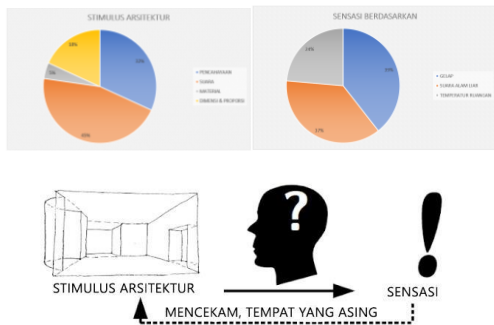 STIMULUS ARSITEKTUR
PENCAHAYAAN
SUARA
MATERIAL
DIMENSI & PROPORSI
SENSASI BERDASARKAN
GELAP
SUARA ALAM LIAR
TEMPERATUR RUANGAN
?
!
STIMULUS ARSITEKTUR
SENSASI
MENCEKAM, TEMPAT YANG ASING